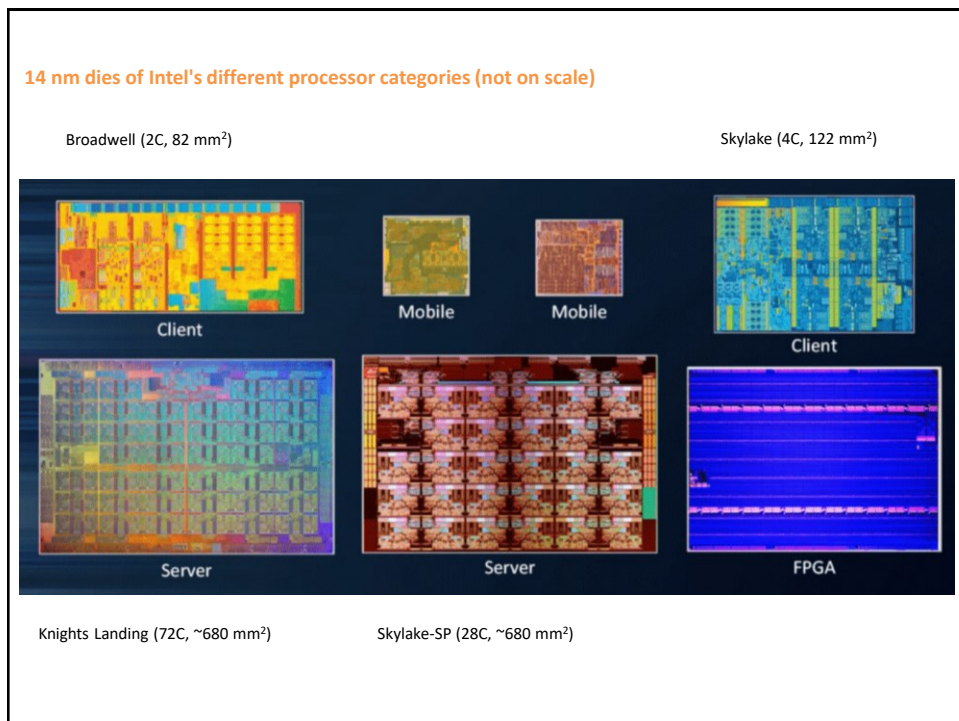 14 nm dies of Intel's different processor categories (not on scale)
Broadwell (2C, 82 mm²)
Skylake (4C, 122 mm²)
Client
Mobile
Mobile
Client
Server
Server
FPGA
Knights Landing (72C, ~680 mm²)
Skylake-SP (28C, ~680 mm²)